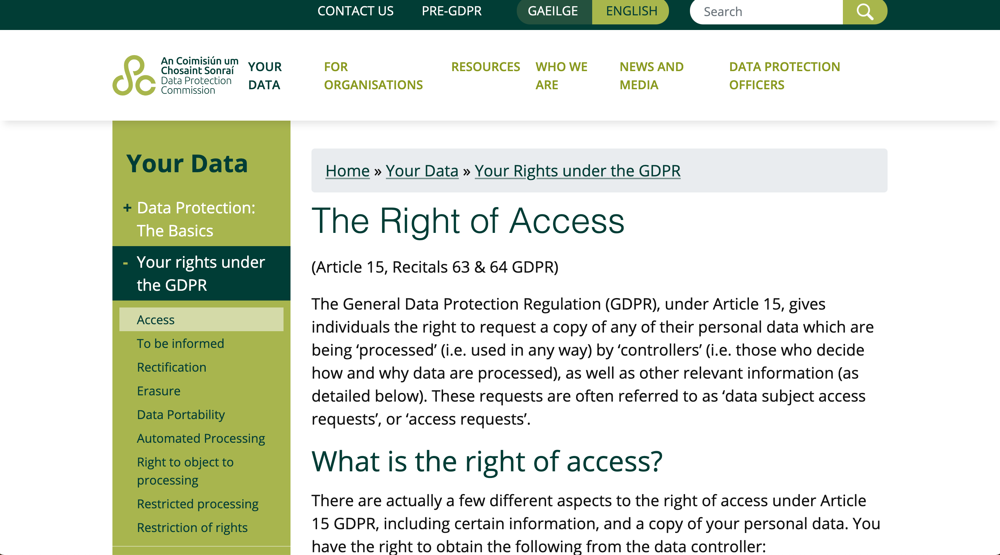 CONTACT US
PRE-GDPR
GAEILGE
ENGLISH
Search
An Coimisiún um
Chosaint Sonraí
Data Protection
Commission
YOUR
DATA
FOR
ORGANISATIONS
RESOURCES
WHO WE
ARE
NEWS AND
MEDIA
DATA PROTECTION
OFFICERS
Your Data
+ Data Protection:
The Basics
- Your rights under
the GDPR
Access
To be informed
Rectification
Erasure
Data Portability
Automated Processing
Right to object to
processing
Restricted processing
Restriction of rights
Home » Your Data » Your Rights under the GDPR
The Right of Access
(Article 15, Recitals 63 & 64 GDPR)
The General Data Protection Regulation (GDPR), under Article 15, gives
individuals the right to request a copy of any of their personal data which are
being ‘processed’ (i.e. used in any way) by ‘controllers’ (i.e. those who decide
how and why data are processed), as well as other relevant information (as
detailed below). These requests are often referred to as ‘data subject access
requests’, or ‘access requests’.
What is the right of access?
There are actually a few different aspects to the right of access under Article
15 GDPR, including certain information, and a copy of your personal data. You
have the right to obtain the following from the data controller: